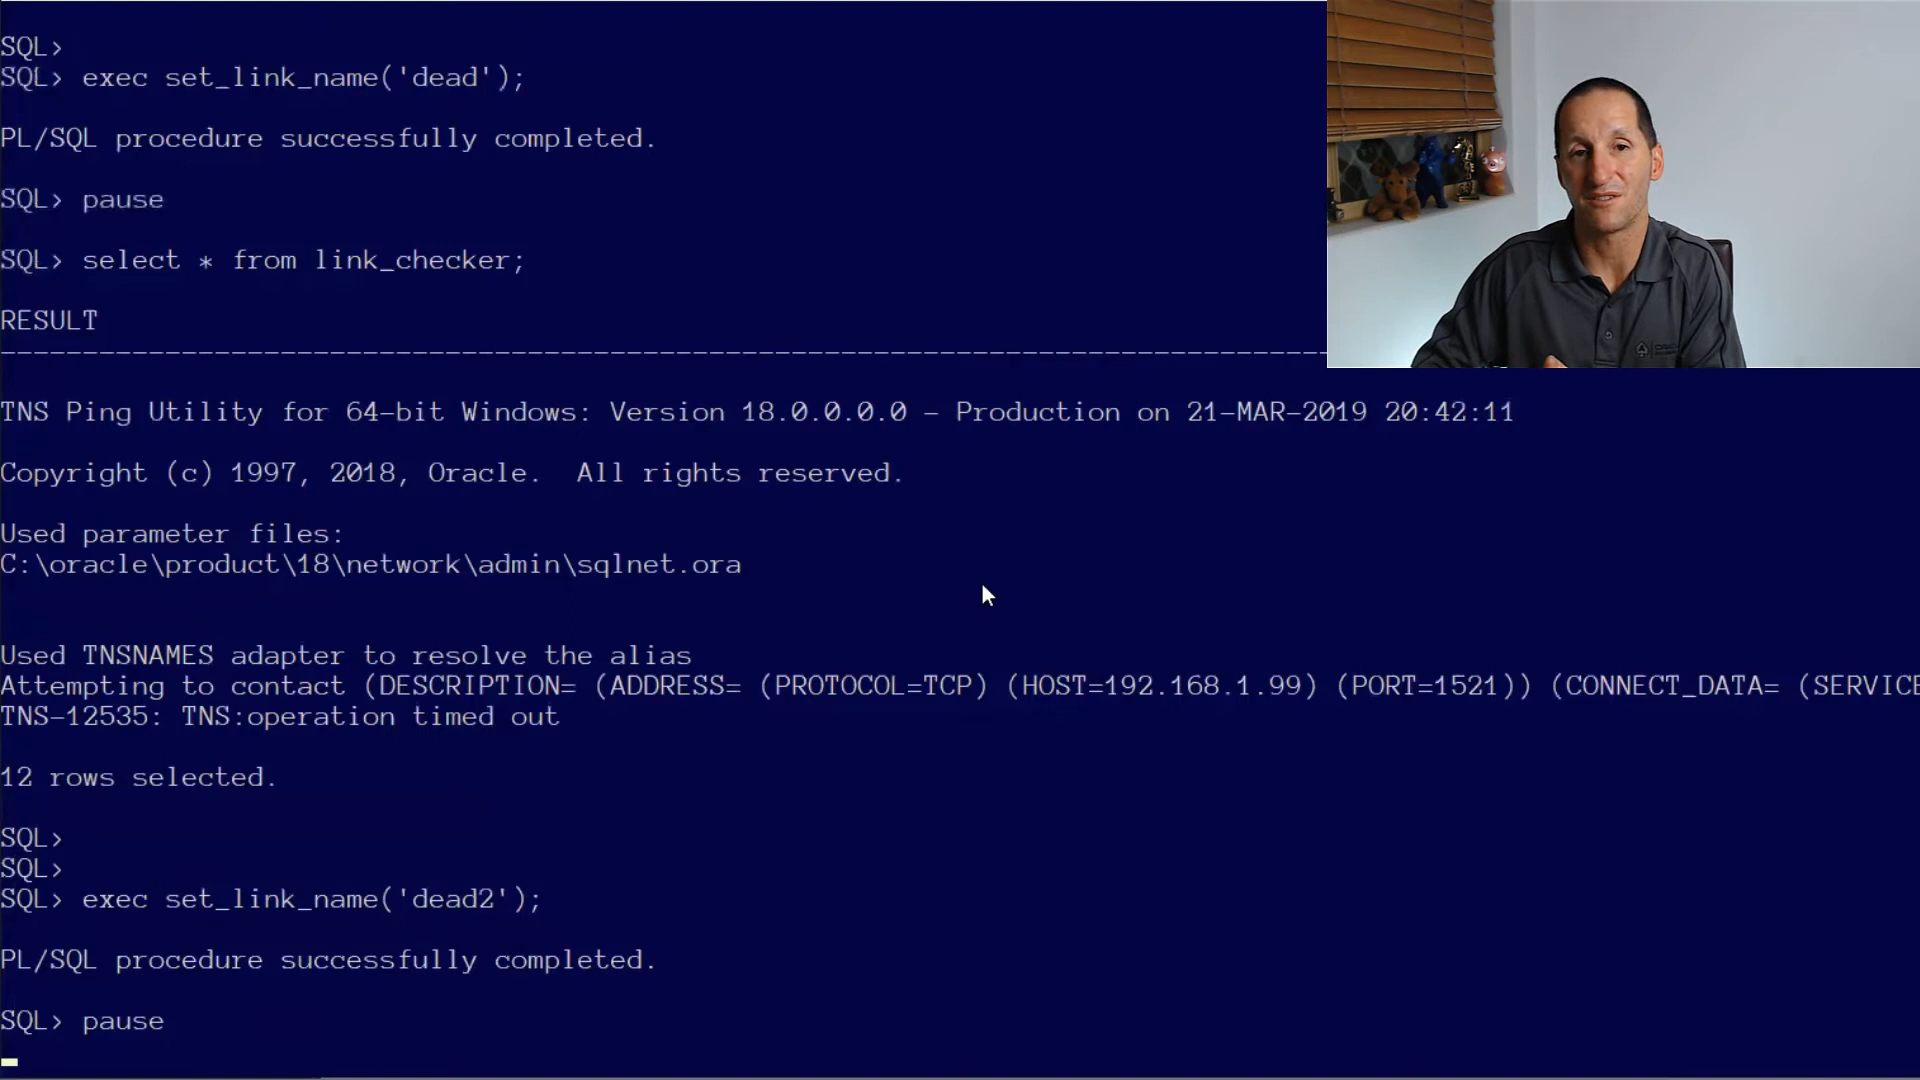 SQL>
SQL> exec set_link_name('dead');
PL/SQL procedure successfully completed.
SQL> pause
SQL> select * from link_checker;
RESULT
--------------------------------------------------------------------------------
TNS Ping Utility for 64-bit Windows: Version 18.0.0.0.0 - Production on 21-MAR-2019 20:42:11
Copyright (c) 1997, 2018, Oracle.  All rights reserved.
Used parameter files:
C:\oracle\product\18\network\admin\sqlnet.ora
Used TNSNAMES adapter to resolve the alias
Attempting to contact (DESCRIPTION= (ADDRESS= (PROTOCOL=TCP) (HOST=192.168.1.99) (PORT=1521)) (CONNECT_DATA= (SERVICE
TNS-12535: TNS:operation timed out
12 rows selected.
SQL>
SQL>
SQL> exec set_link_name('dead2');
PL/SQL procedure successfully completed.
SQL> pause